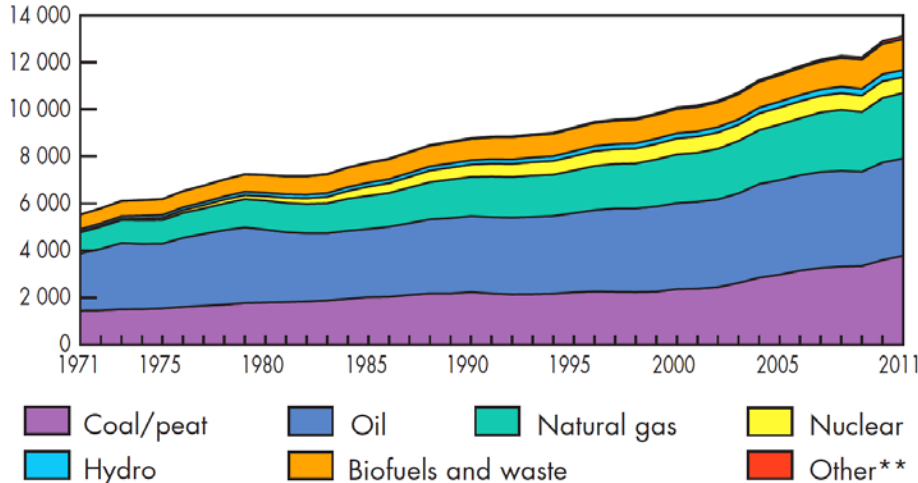 14 000
12 000
10 000
8 000
6 000
4 000
2 000
0
1971 1975 1980 1985 1990 1995 2000 2005 2011
Coal/peat Oil Natural gas Nuclear
Hydro Biofuels and waste Other**